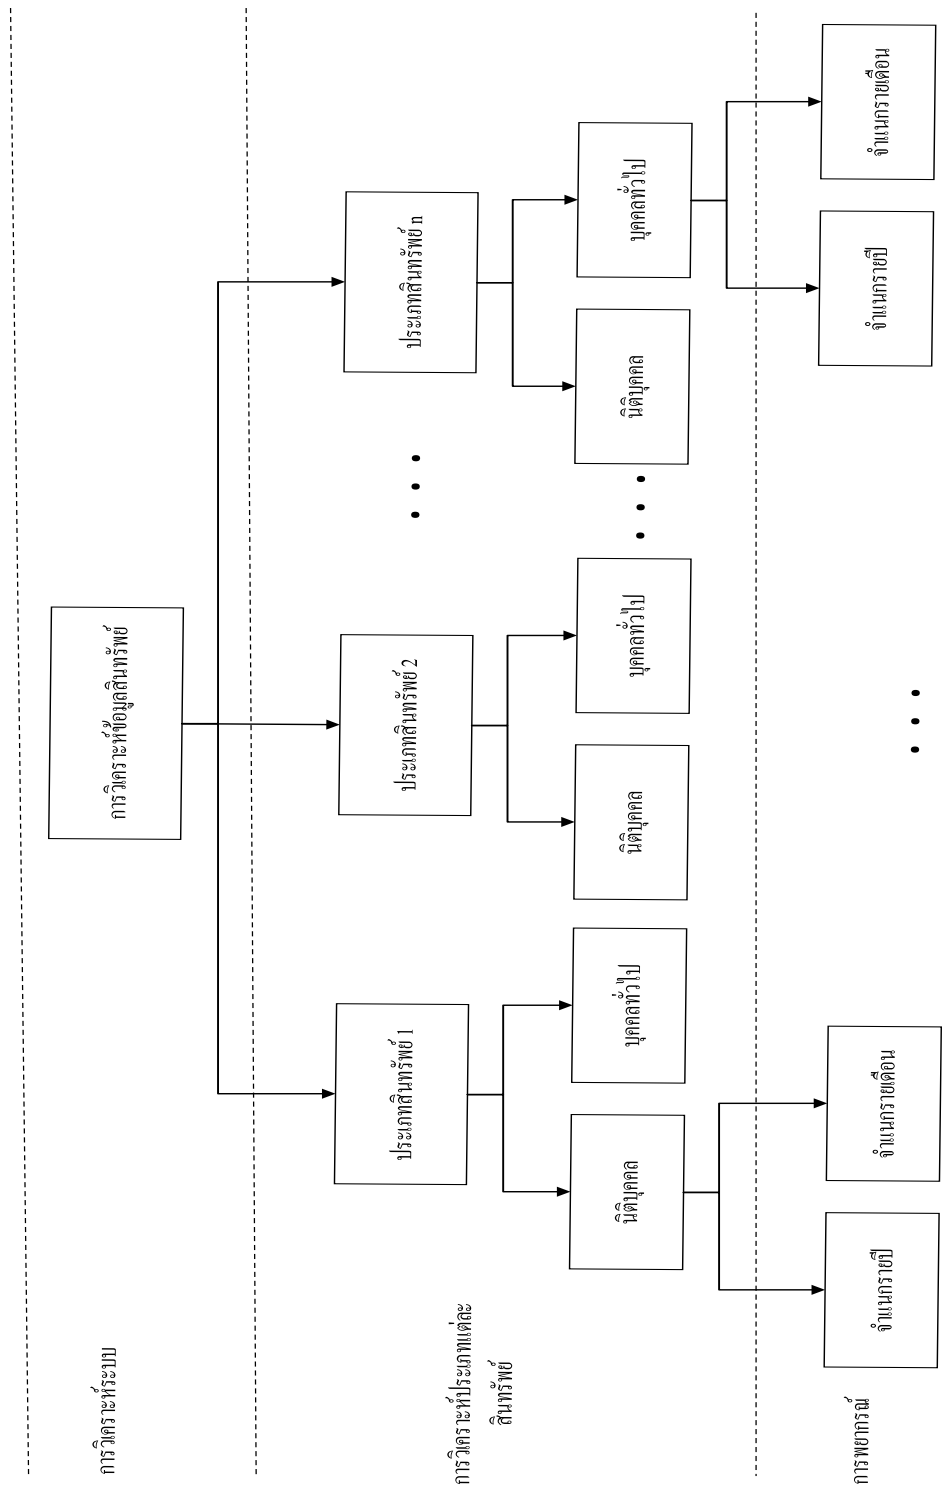 การวิเคราะห์ระบบ
การวิเคราะห์ข้อมูลสินทรัพย์
การวิเคราะห์ประเภทแต่ละ
สินทรัพย์
ประเภทสินทรัพย์ 1
ประเภทสินทรัพย์ 2
ประเภทสินทรัพย์ n
นิติบุคคล
บุคคลทั่วไป
นิติบุคคล
บุคคลทั่วไป
นิติบุคคล
บุคคลทั่วไป
การพยากรณ์
จำแนกรายปี
จำแนกรายเดือน
จำแนกรายปี
จำแนกรายเดือน